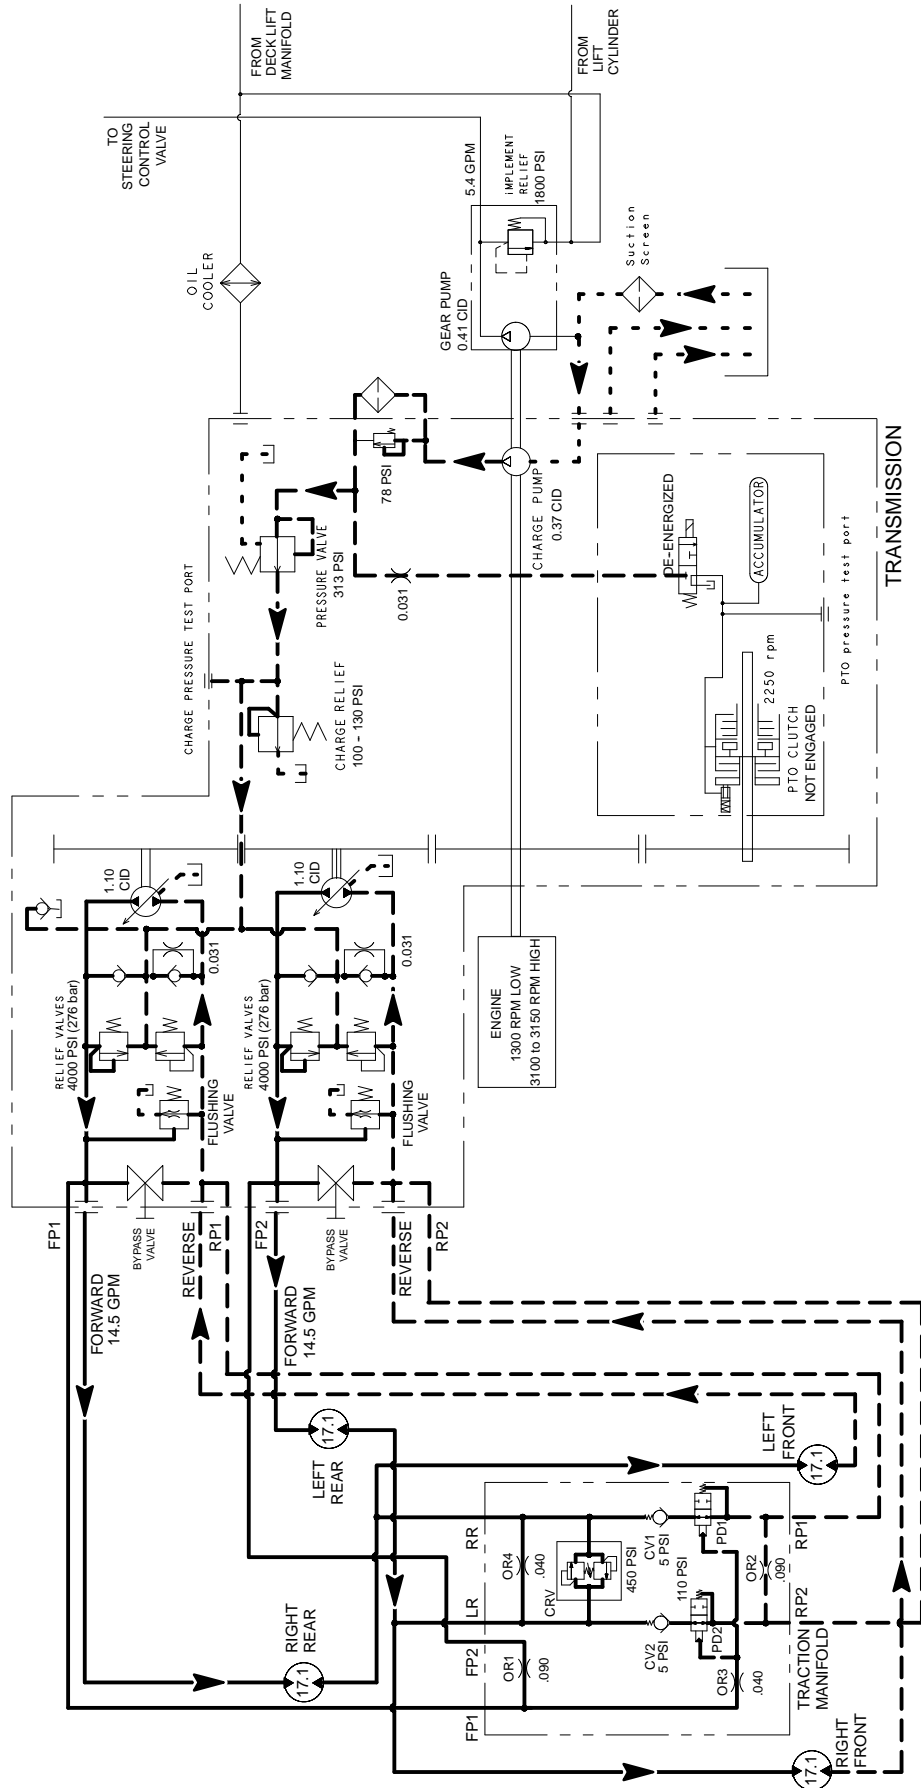 FROM
DECK LIFT
MANIFOLD
FROM
LIFT
CYLINDER
TO
STEERING
CONTROL
VALVE
5.4 GPM
iMPLEMENT
RELIEF
1800 PSI
OIL
COOLER
GEAR PUMP
0.41 CID
Suction
Screen
78 PSI
CHARGE PUMP
0.37 CID
PRESSURE VALVE
313 PSI
0.031
CHARGE PRESSURE TEST PORT
CHARGE RELIEF
100 - 130 PSI
DE-ENERGIZED
ACCUMULATOR
PTO pressure test port
2250 rpm
PTO CLUTCH
NOT ENGAGED
TRANSMISSION
1.10
CID
0.031
RELIEF VALVES
4000 PSI (276 bar)
FLUSHING
VALVE
1.10
CID
0.031
RELIEF VALVES
4000 PSI (276 bar)
FLUSHING
VALVE
ENGINE
1300 RPM LOW
3100 to 3150 RPM HIGH
FP1
BYPASS
VALVE
REVERSE
RP1
FP2
BYPASS
VALVE
REVERSE
RP2
FORWARD
14.5 GPM
FORWARD
14.5 GPM
17.1
LEFT
REAR
17.1
LEFT
FRONT
17.1
RIGHT
REAR
17.1
RIGHT
FRONT
RR
LR
FP2
FP1
OR4
.040
CRV
450 PSI
CV1
5 PSI
PD1
110 PSI
CV2
5 PSI
PD2
OR1
.090
OR2
.090
OR3
.040
RP1
RP2
TRACTION
MANIFOLD